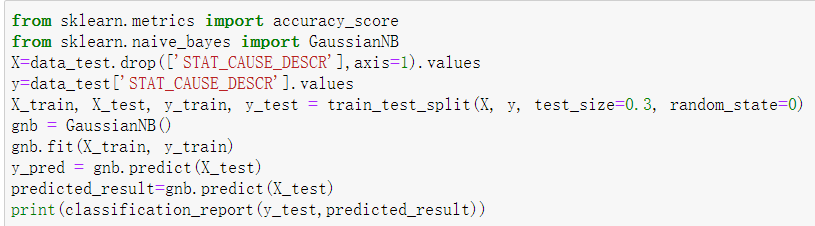 from sklearn.metrics import accuracy_score
from sklearn.naive_bayes import GaussianNB
X=data_test.drop(['STAT_CAUSE_DESCR'],axis=1).values
y=data_test['STAT_CAUSE_DESCR'].values
X_train, X_test, y_train, y_test = train_test_split(X, y, test_size=0.3, random_state=0)
gnb = GaussianNB()
gnb.fit(X_train, y_train)
y_pred = gnb.predict(X_test)
predicted_result=gnb.predict(X_test)
print(classification_report(y_test,predicted_result))